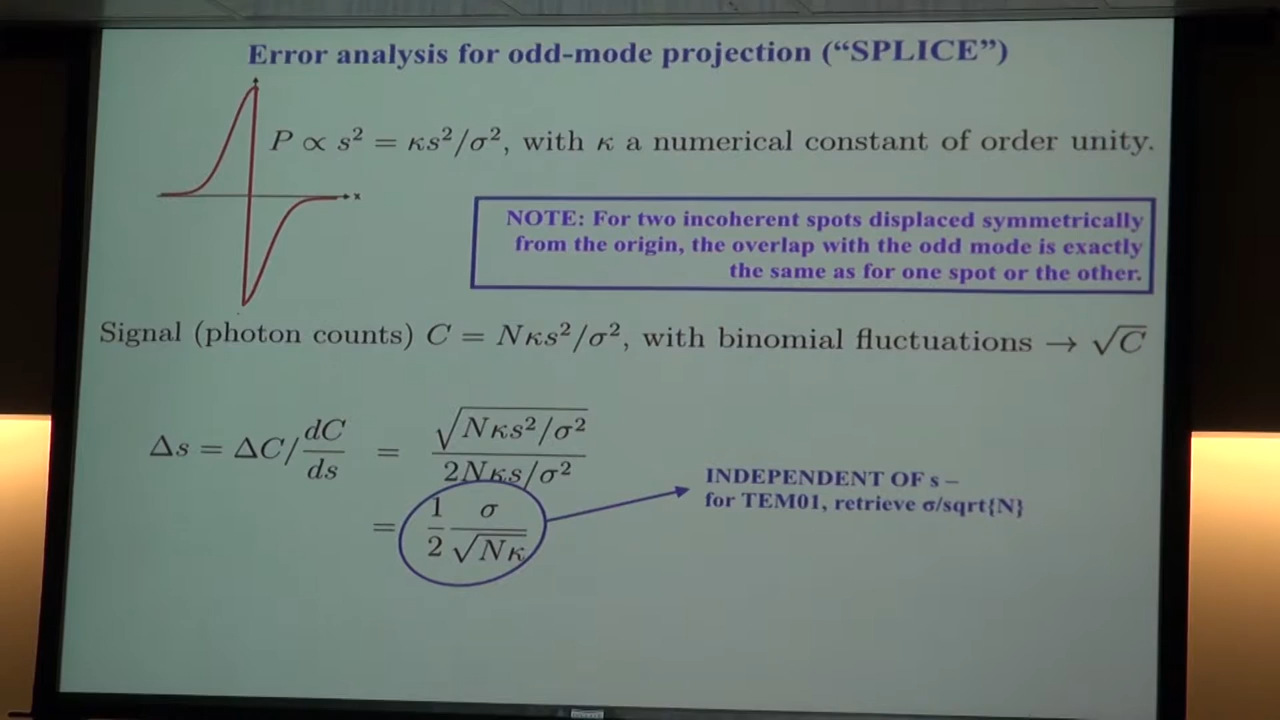 Error analysis for odd-mode projection (“SPLICE”)
P ∝ s² = κs²/σ², with κ a numerical constant of order unity.
x
NOTE: For two incoherent spots displaced symmetrically
from the origin, the overlap with the odd mode is exactly
the same as for one spot or the other.
Signal (photon counts) C = Nκs²/σ², with binomial fluctuations → √C
Δs = ΔC/ dC/ds = √(Nκs²/σ²) / 2Nκs/σ²
= 1/2 σ/√(Nκ)
INDEPENDENT OF s –
for TEM01, retrieve σ/sqrt{N}